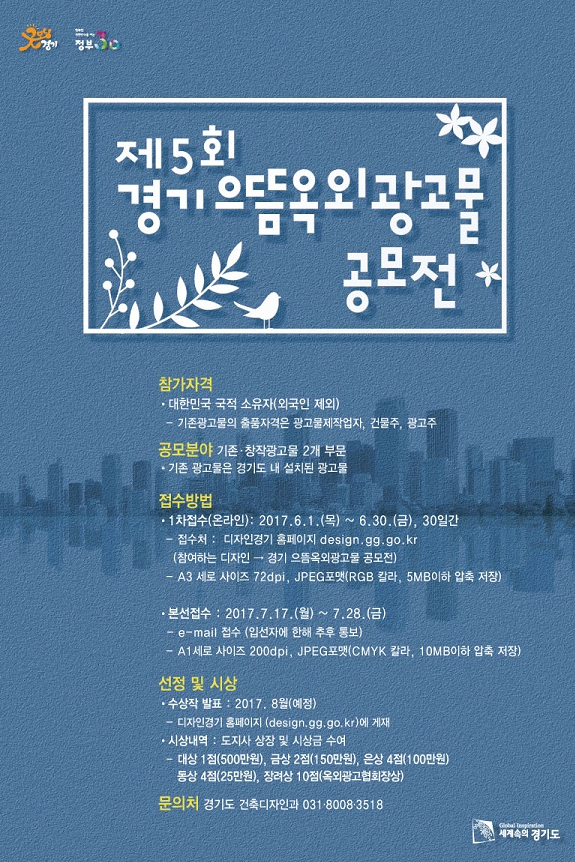 굿모닝
경기
정부3.0
제5회
경기 으뜸옥외광고물
공모전
참가자격
• 대한민국 국적 소유자(외국인 제외)
– 기존광고물의 출품자격은 광고물제작업자, 건물주, 광고주
공모분야 기존·창작광고물 2개 부문
• 기존 광고물은 경기도 내 설치된 광고물
접수방법
• 1차접수(온라인): 2017.6.1.(목) ~ 6.30.(금), 30일간
– 접수처 : 디자인경기 홈페이지 design.gg.go.kr
(참여하는 디자인 → 경기 으뜸옥외광고물 공모전)
– A3 세로 사이즈 72dpi, JPEG포맷(RGB 칼라, 5MB이하 압축 저장)
• 본선접수 : 2017.7.17.(월) ~ 7.28.(금)
– e-mail 접수 (입선자에 한해 추후 통보)
– A1세로 사이즈 200dpi, JPEG포맷(CMYK 칼라, 10MB이하 압축 저장)
선정 및 시상
• 수상작 발표 : 2017. 8월(예정)
– 디자인경기 홈페이지 (design.gg.go.kr)에 게재
• 시상내역 : 도지사 상장 및 시상금 수여
– 대상 1점(500만원), 금상 2점(150만원), 은상 4점(100만원)
동상 4점(25만원), 장려상 10점(옥외광고협회장상)
문의처 경기도 건축디자인과 031·8008·3518
Global Inspiration
세계속의 경기도